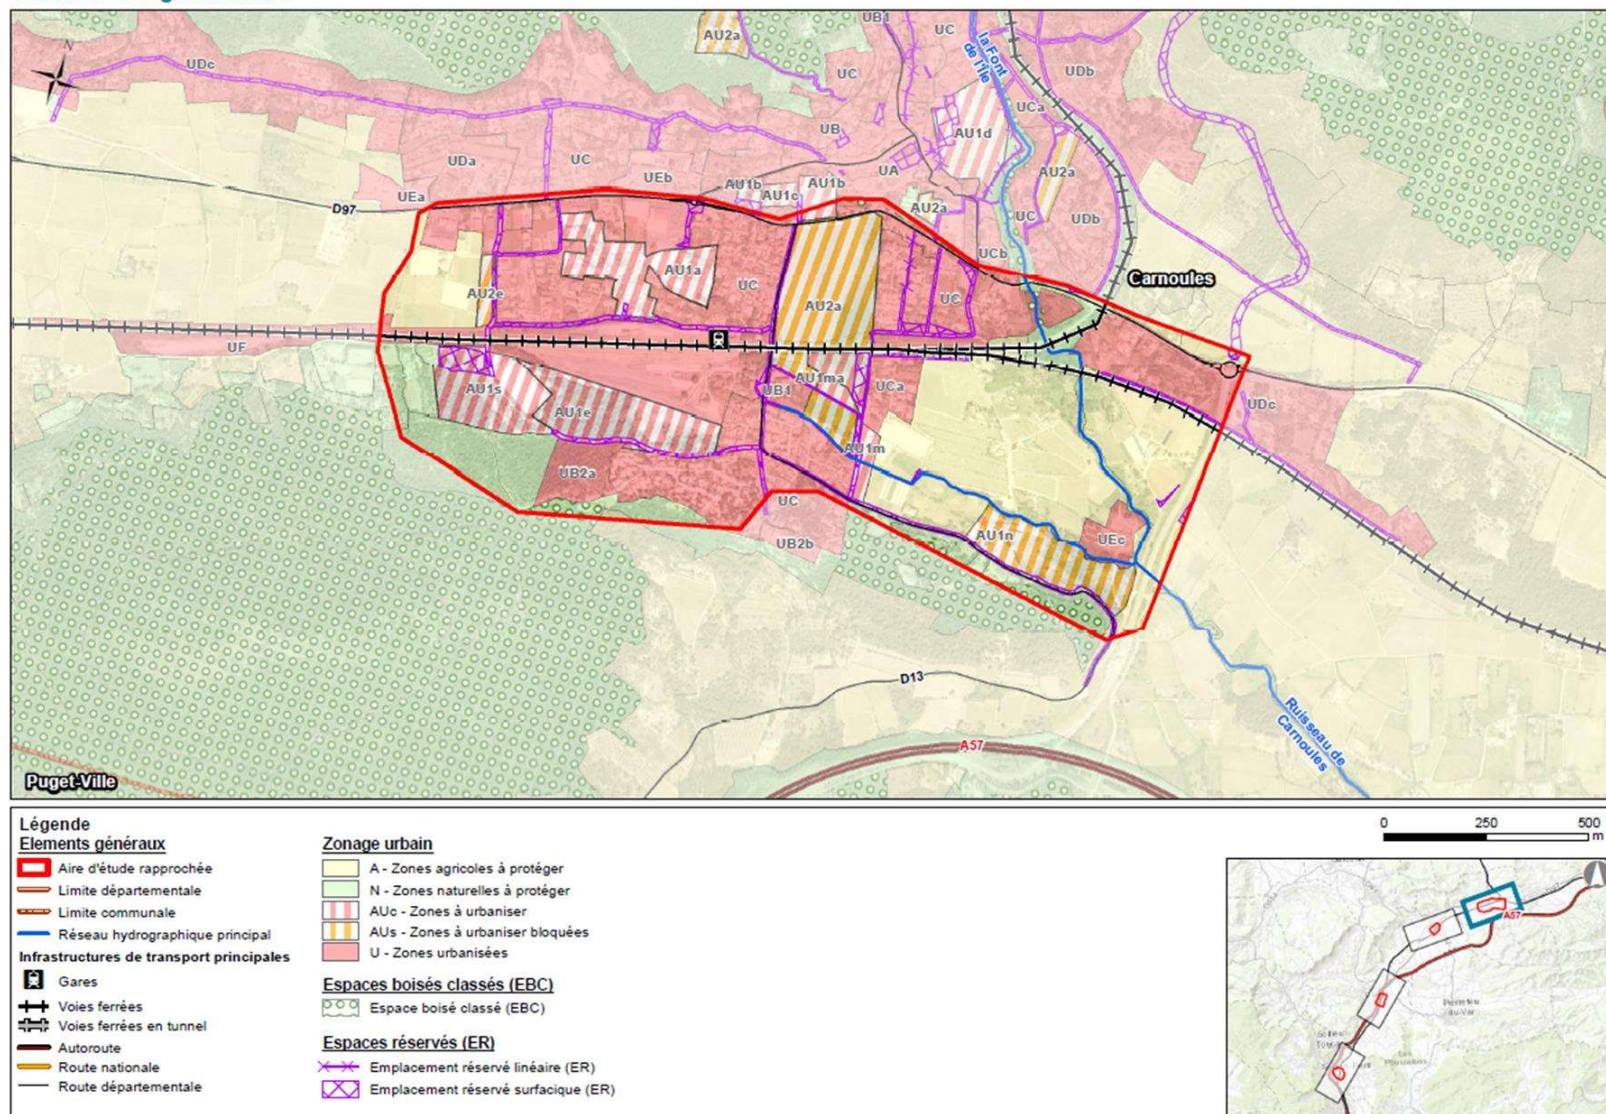 UB1
AU2a
UC
UDc
UC
la Font de l'Île
UDb
UCa
UB
AU1d
UDa
UC
UEb
UA
AU2a
UEa
AU1b
AU1c
AU1b
AU2a
UC
UDb
D97
UCb
AU1a
UC
Carnoules
AU2e
AU2a
UC
UF
AU1ma
AU1s
UB1
UCa
UDc
AU1e
AU1m
UB2a
UC
UB2b
AU1n
UEc
D13
Ruisseau de
Carnoules
A57
Puget-Ville
Légende
Elements généraux
Aire d'étude rapprochée
Limite départementale
Limite communale
Réseau hydrographique principal
Infrastructures de transport principales
Gares
Voies ferrées
Voies ferrées en tunnel
Autoroute
Route nationale
Route départementale
Zonage urbain
A - Zones agricoles à protéger
N - Zones naturelles à protéger
AUc - Zones à urbaniser
AUs - Zones à urbaniser bloquées
U - Zones urbanisées
Espaces boisés classés (EBC)
Espace boisé classé (EBC)
Espaces réservés (ER)
Emplacement réservé linéaire (ER)
Emplacement réservé surfacique (ER)
0 250 500
m
A57